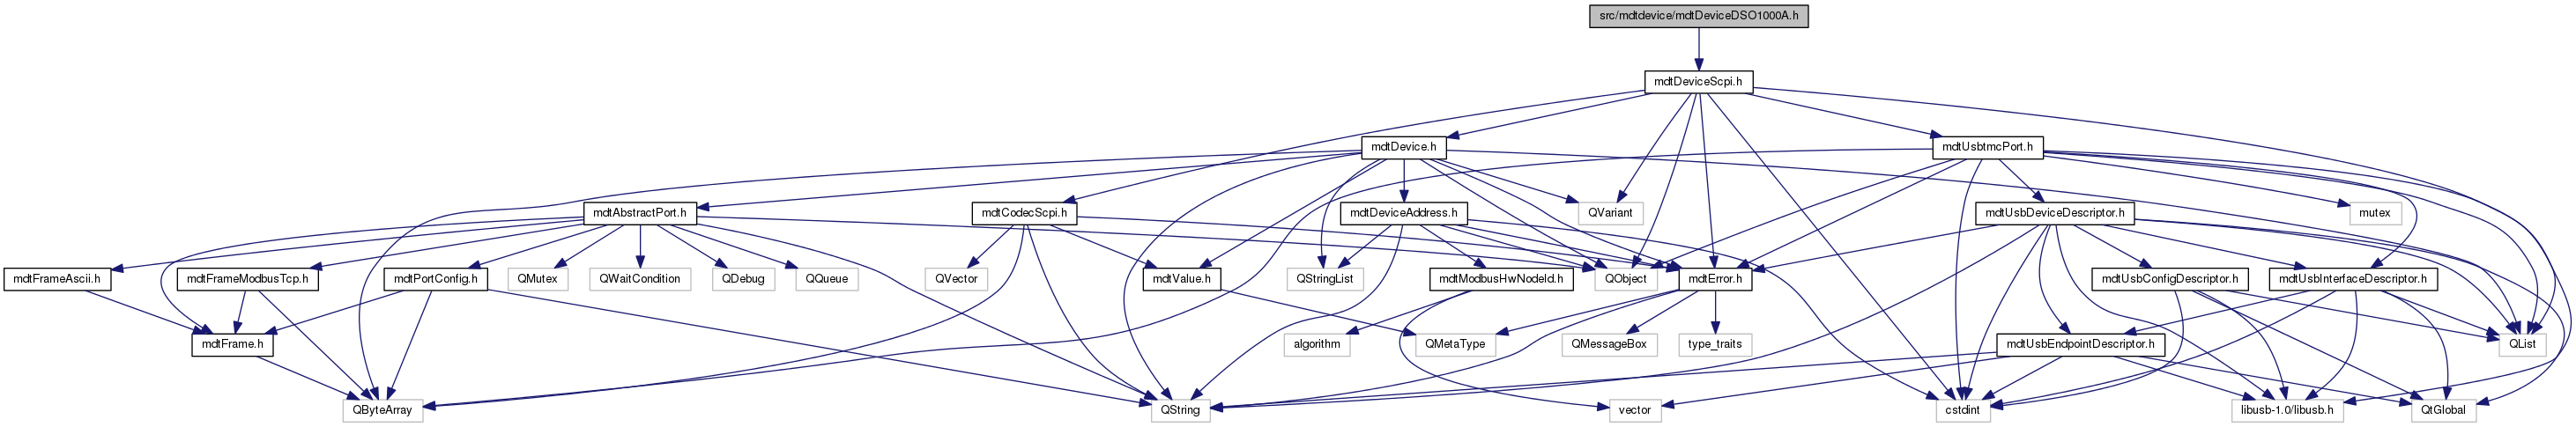 src/mdtdevice/mdtDeviceDSO1000A.h
mdtDeviceScpi.h
mdtDevice.h
mdtUsbtmcPort.h
mdtAbstractPort.h
mdtCodecScpi.h
mdtDeviceAddress.h
QVariant
mdtUsbDeviceDescriptor.h
mutex
mdtFrameAscii.h
mdtFrameModbusTcp.h
mdtPortConfig.h
QMutex
QWaitCondition
QDebug
QQueue
QVector
mdtValue.h
QStringList
mdtModbusHwNodeId.h
QObject
mdtError.h
mdtUsbConfigDescriptor.h
mdtUsbInterfaceDescriptor.h
mdtFrame.h
algorithm
QMetaType
QMessageBox
type_traits
mdtUsbEndpointDescriptor.h
QList
QByteArray
QString
vector
cstdint
libusb-1.0/libusb.h
QtGlobal